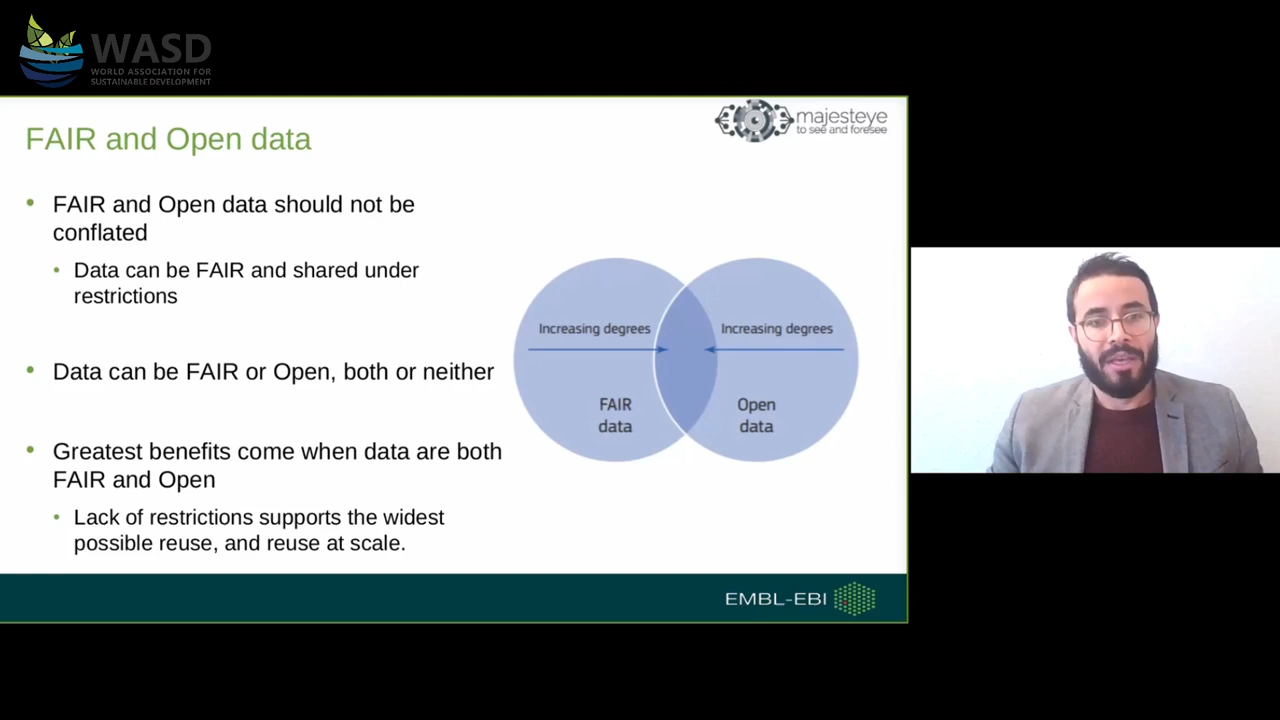 WASD
WORLD ASSOCIATION FOR
SUSTAINABLE DEVELOPMENT
majesteye
to see and foresee
FAIR and Open data
• FAIR and Open data should not be
conflated
• Data can be FAIR and shared under
restrictions
• Data can be FAIR or Open, both or neither
• Greatest benefits come when data are both
FAIR and Open
• Lack of restrictions supports the widest
possible reuse, and reuse at scale.
Increasing degrees
Increasing degrees
FAIR
data
Open
data
EMBL-EBI